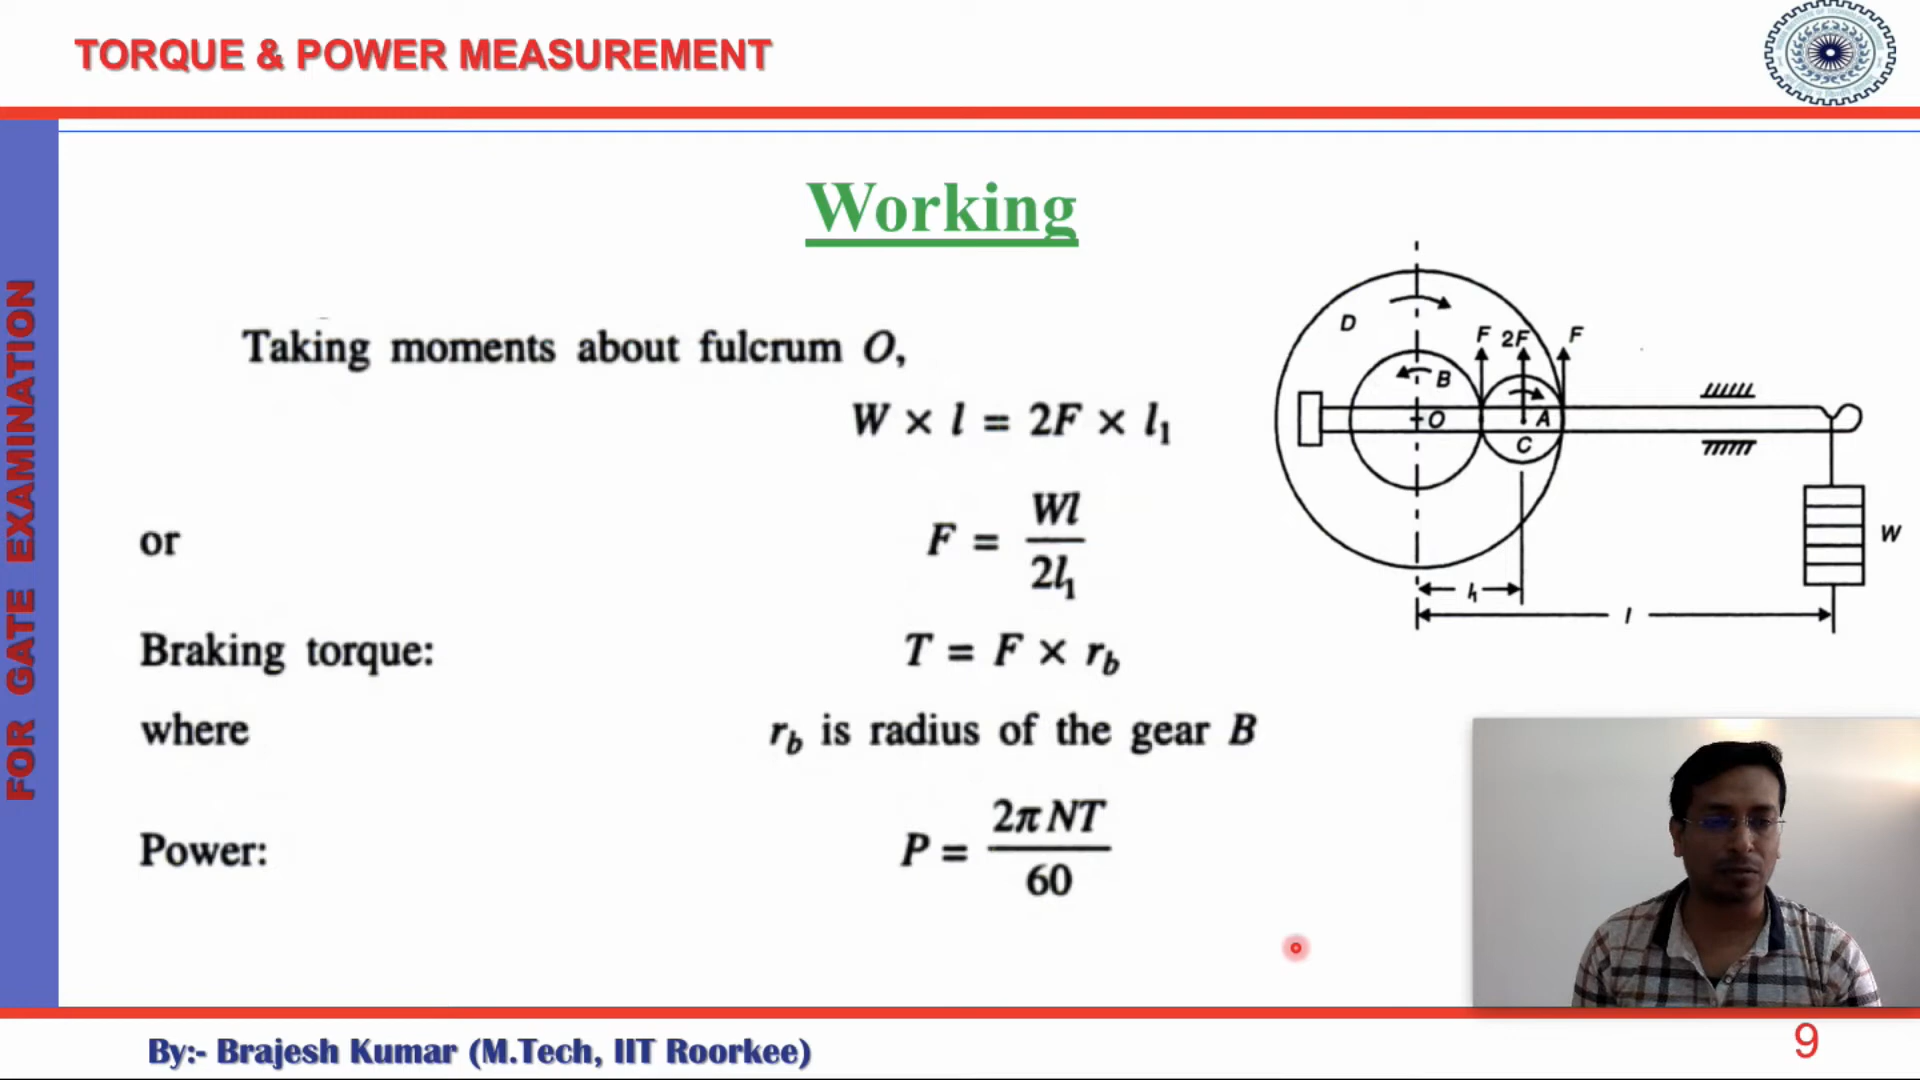 TORQUE & POWER MEASUREMENT
FOR GATE EXAMINATION
Working
Taking moments about fulcrum O,
W × l = 2F × l₁
or F = Wl / 2l₁
Braking torque: T = F × r_b
where r_b is radius of the gear B
Power: P = 2πNT / 60
D
F 2F F
B
O A
C
W
l₁
l
By:- Brajesh Kumar (M.Tech, IIT Roorkee)
9